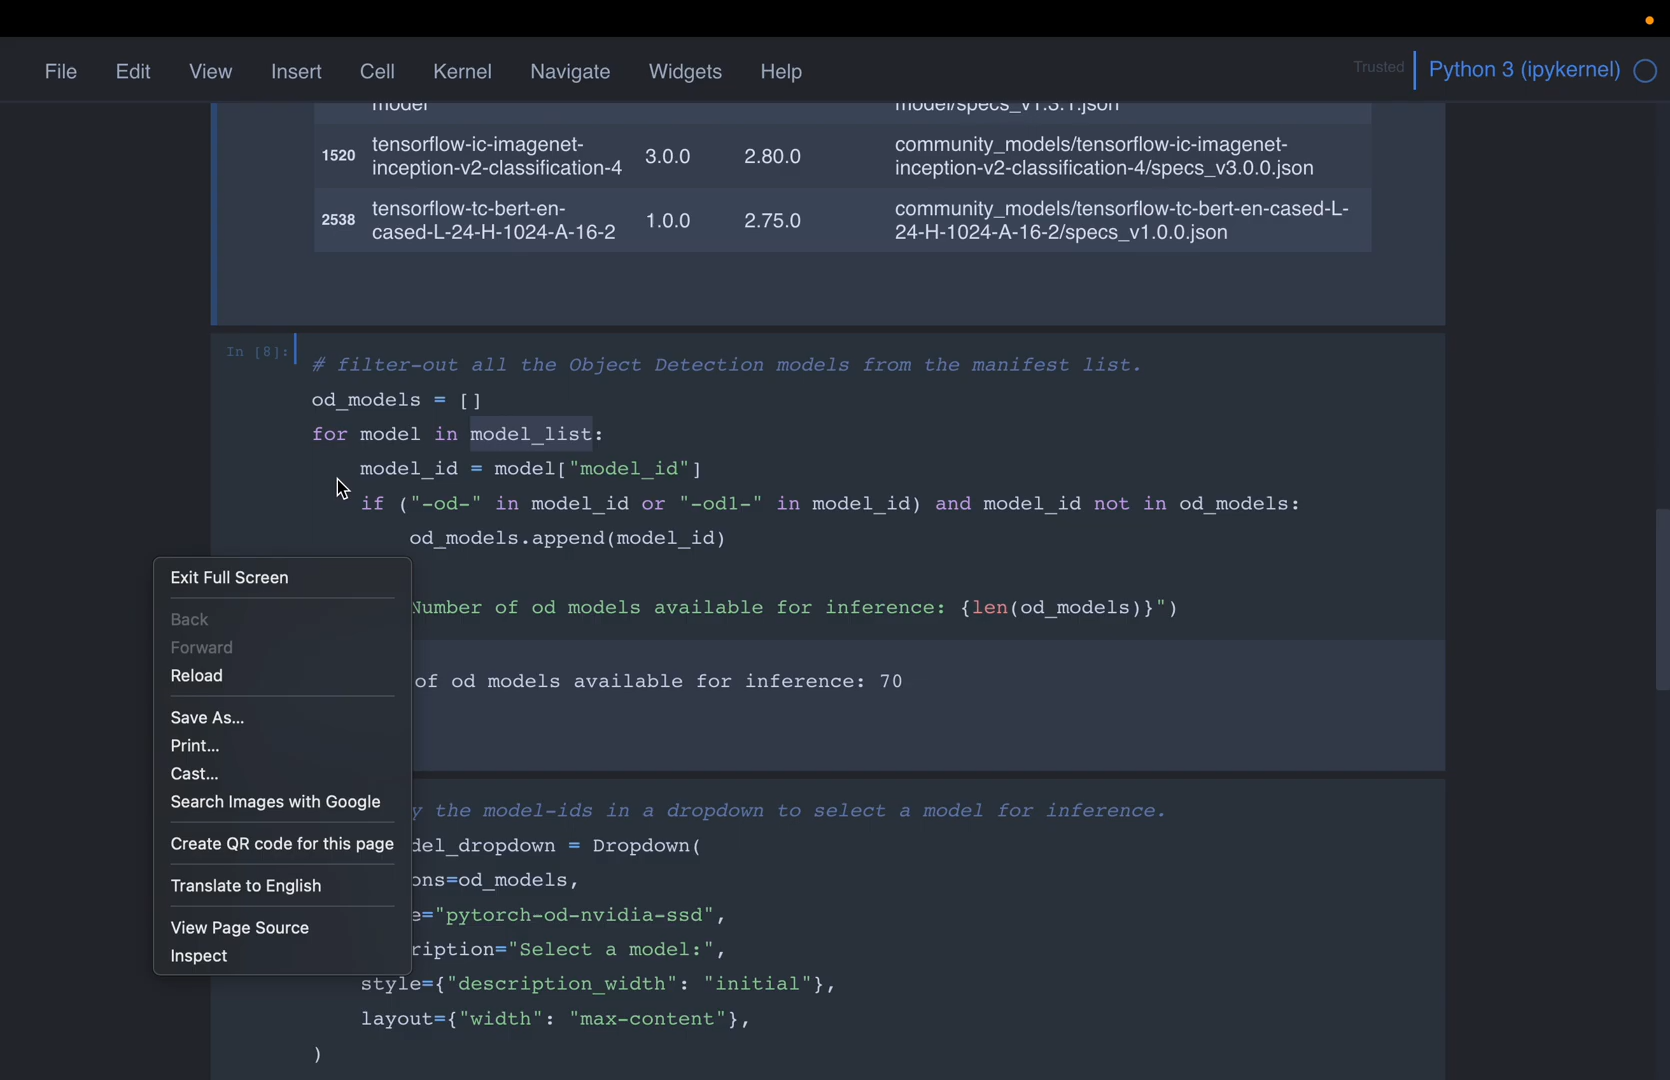 File Edit View Insert Cell Kernel Navigate Widgets Help Trusted Python 3 (ipykernel)
model model/specs_v1.3.1.json
1520 tensorflow-ic-imagenet- 3.0.0 2.80.0 community_models/tensorflow-ic-imagenet-
inception-v2-classification-4 inception-v2-classification-4/specs_v3.0.0.json
2538 tensorflow-tc-bert-en- 1.0.0 2.75.0 community_models/tensorflow-tc-bert-en-cased-L-
cased-L-24-H-1024-A-16-2 24-H-1024-A-16-2/specs_v1.0.0.json
In [8]:
# filter-out all the Object Detection models from the manifest list.
od_models = []
for model in model_list:
model_id = model["model_id"]
if ("-od-" in model_id or "-od1-" in model_id) and model_id not in od_models:
od_models.append(model_id)
Number of od models available for inference: {len(od_models)}")
of od models available for inference: 70
y the model-ids in a dropdown to select a model for inference.
del_dropdown = Dropdown(
ons=od_models,
e="pytorch-od-nvidia-ssd",
ription="Select a model:",
style={"description_width": "initial"},
layout={"width": "max-content"},
)
Exit Full Screen
Back
Forward
Reload
Save As...
Print...
Cast...
Search Images with Google
Create QR code for this page
Translate to English
View Page Source
Inspect